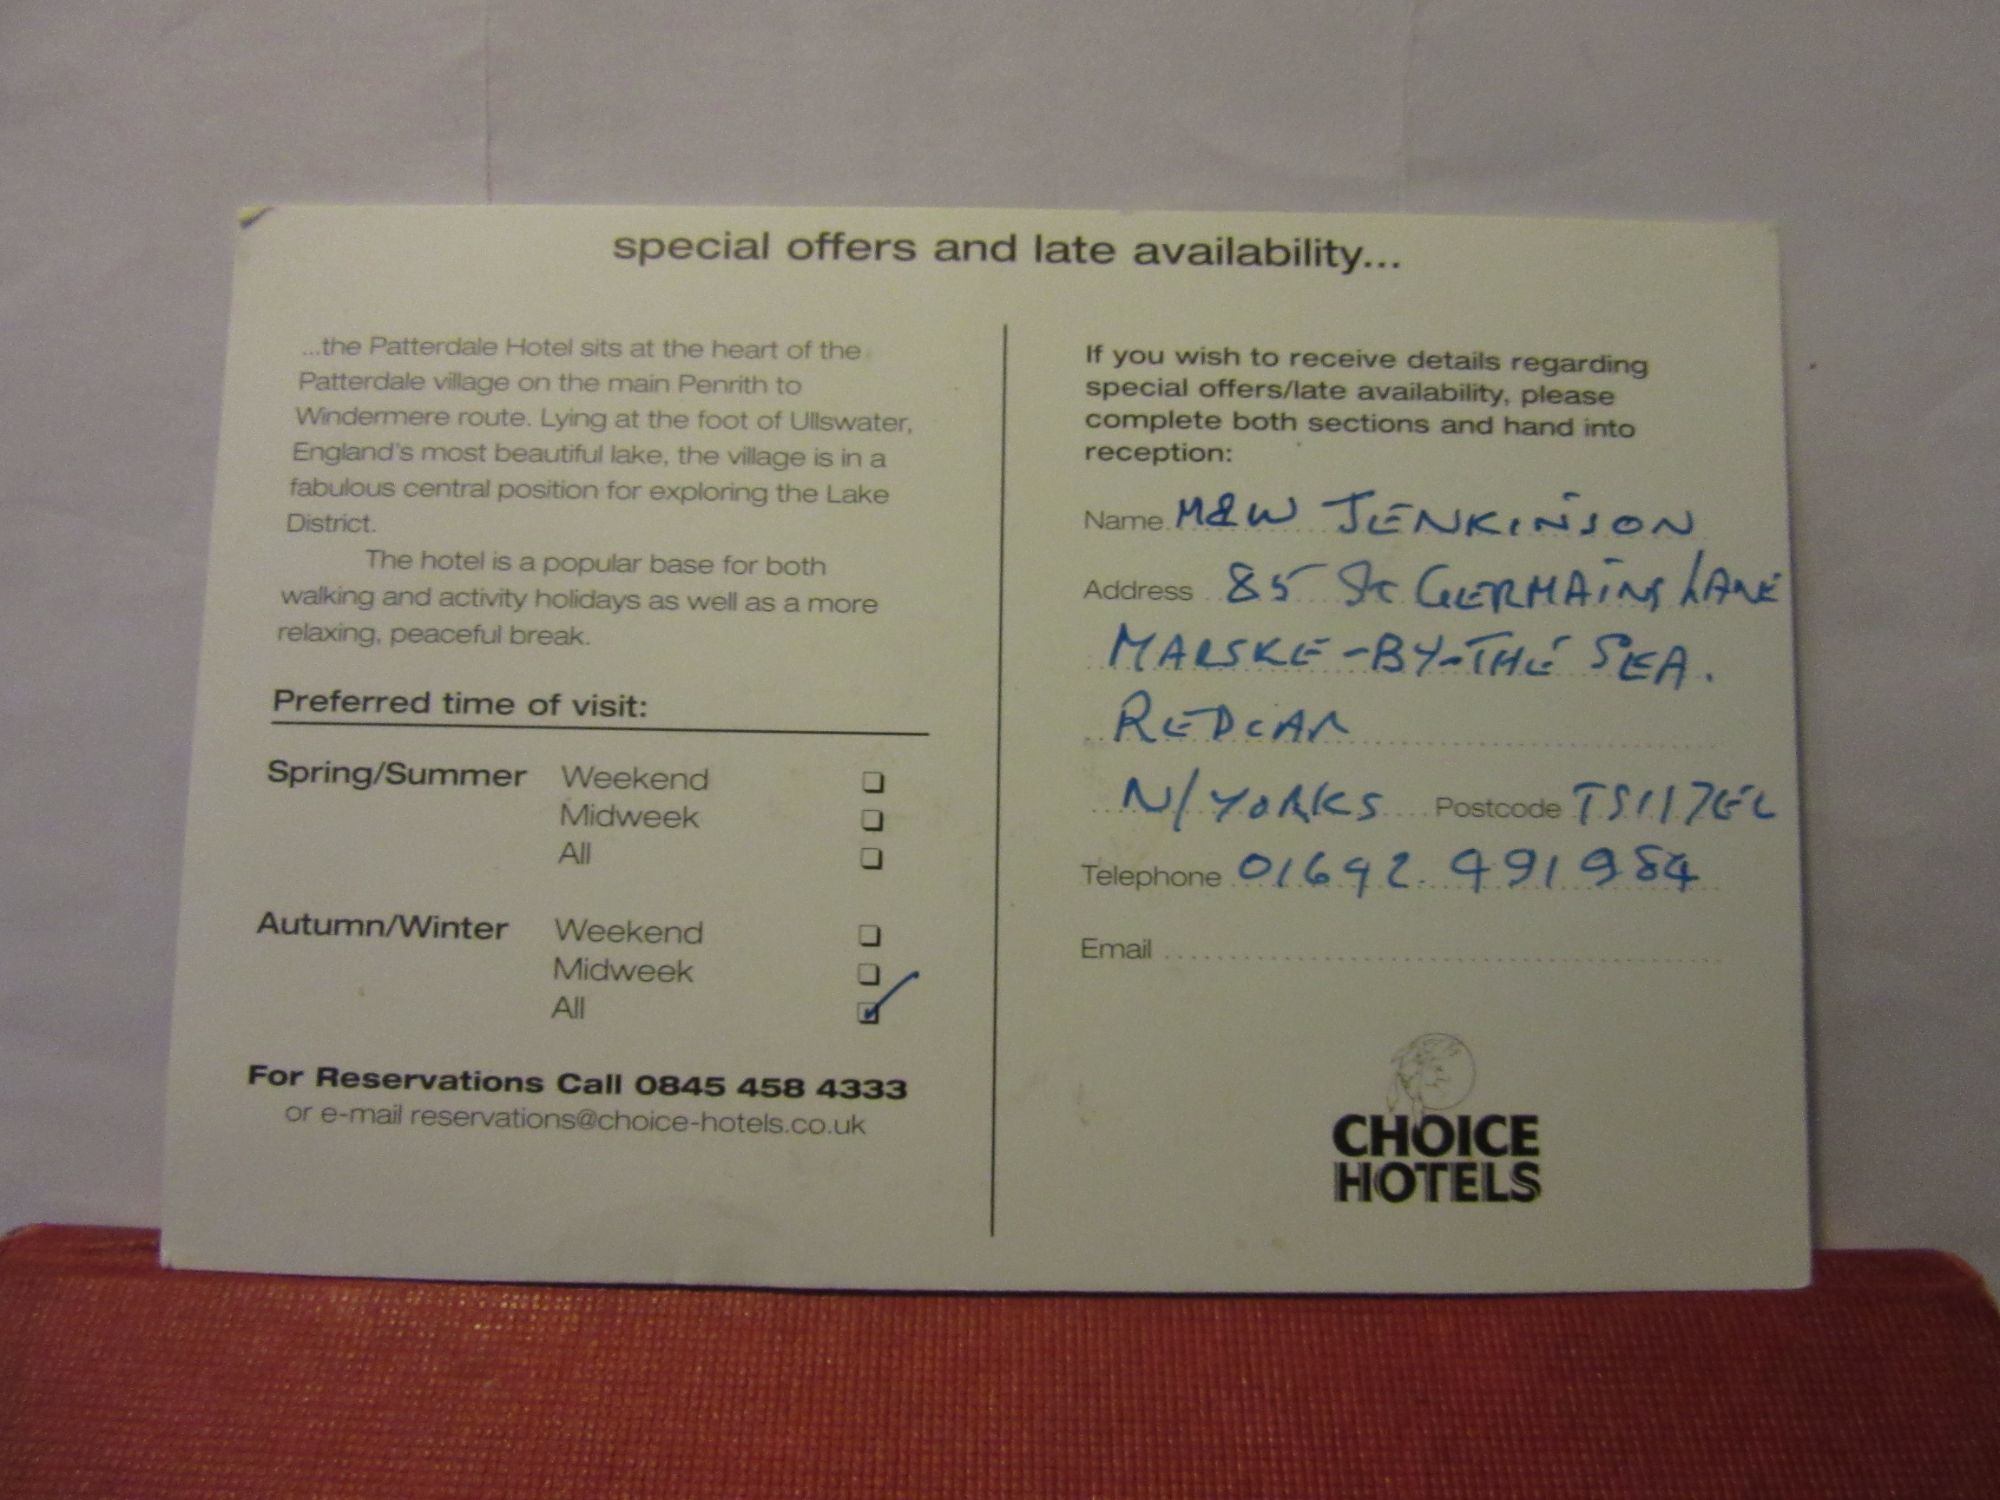 special offers and late availability...
...the Patterdale Hotel sits at the heart of the
Patterdale village on the main Penrith to
Windermere route. Lying at the foot of Ullswater,
England's most beautiful lake, the village is in a
fabulous central position for exploring the Lake
District.
The hotel is a popular base for both
walking and activity holidays as well as a more
relaxing, peaceful break.
Preferred time of visit:
Spring/Summer Weekend
Midweek
All
Autumn/Winter Weekend
Midweek
All
For Reservations Call 0845 458 4333
or e-mail reservations@choice-hotels.co.uk
If you wish to receive details regarding
special offers/late availability, please
complete both sections and hand into
reception:
Name M&W JENKINSON
Address 85 St GERMAINS LANE
MARSKE-BY-THE SEA.
REDCAR
N/YORKS Postcode TS117EL
Telephone 01642. 491984
Email
CHOICE
HOTELS